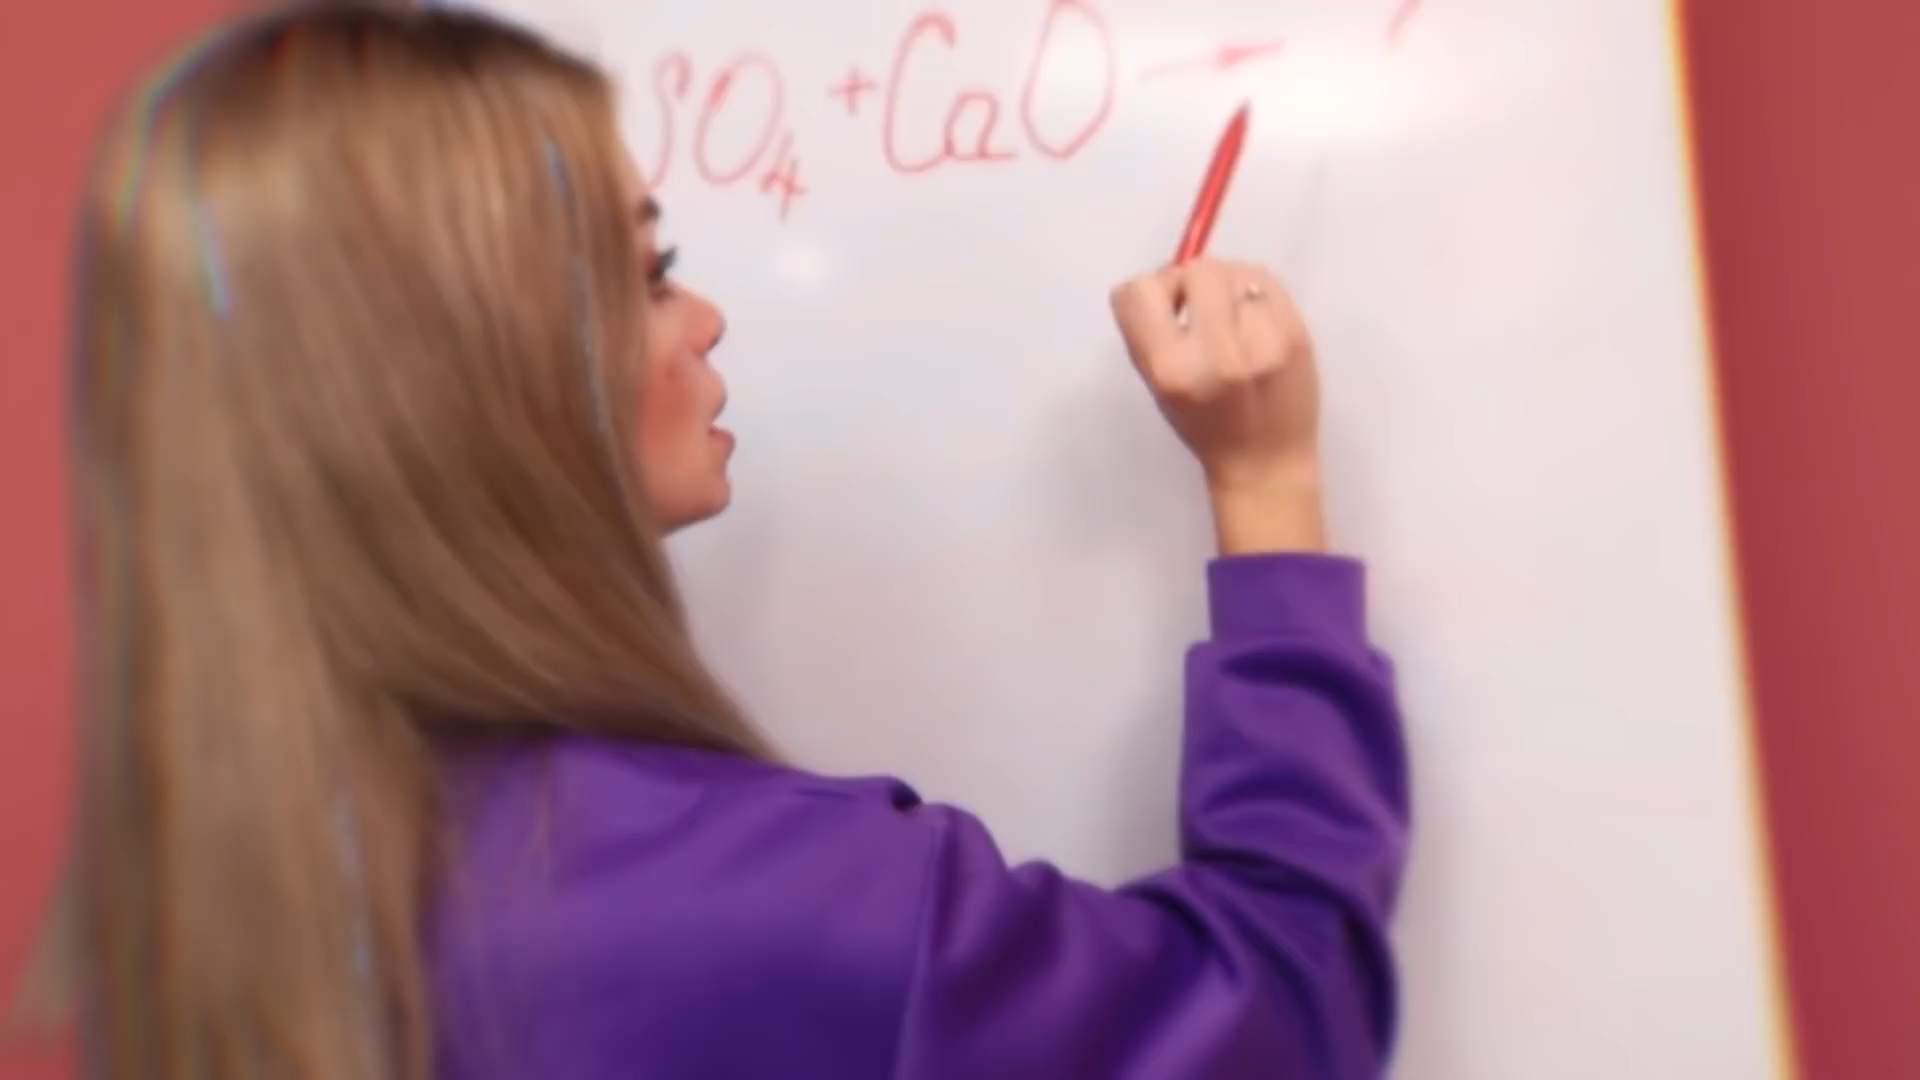 SO₄ + CaO → ?